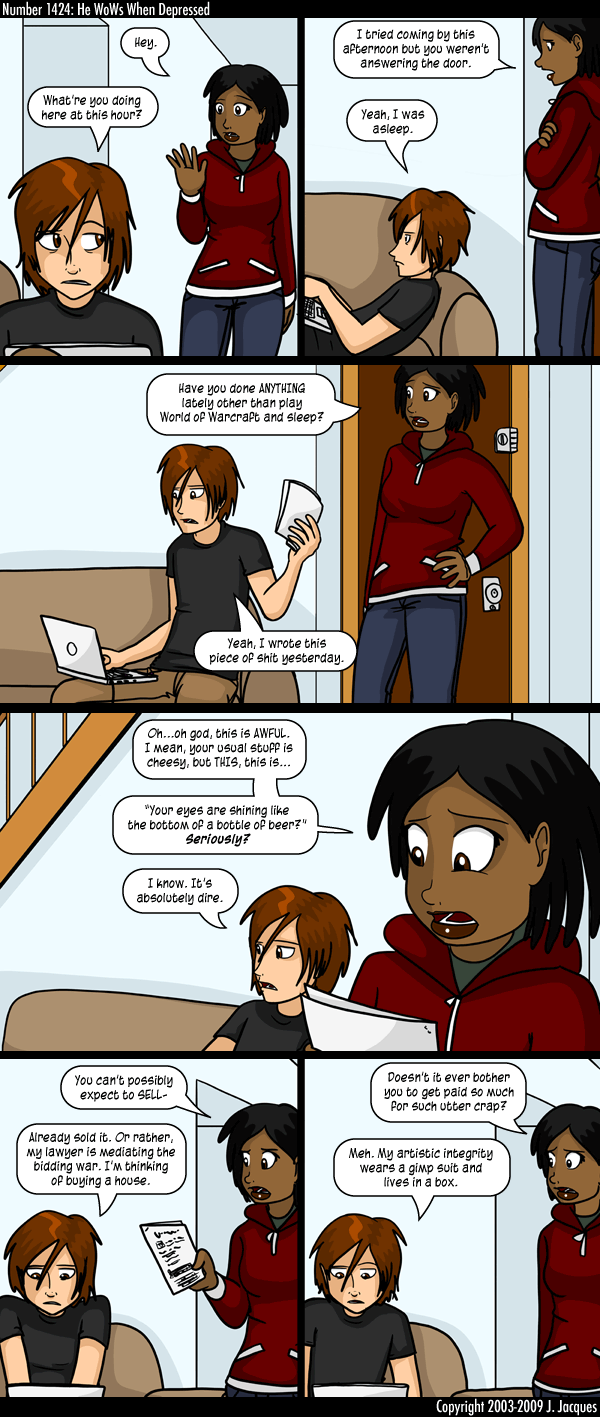 Number 1424: He WoWs When Depressed
Hey.
What're you doing
here at this hour?
I tried coming by this
afternoon but you weren't
answering the door.
Yeah, I was
asleep.
Have you done ANYTHING
lately other than play
World of Warcraft and sleep?
Yeah, I wrote this
piece of shit yesterday.
Oh...oh god, this is AWFUL.
I mean, your usual stuff is
cheesy, but THIS, this is...
"Your eyes are shining like
the bottom of a bottle of beer?"
Seriously?
I know. It's
absolutely dire.
You can't possibly
expect to SELL-
Already sold it. Or rather,
my lawyer is mediating the
bidding war. I'm thinking
of buying a house.
Doesn't it ever bother
you to get paid so much
for such utter crap?
Meh. My artistic integrity
wears a gimp suit and
lives in a box.
Copyright 2003-2009 J. Jacques